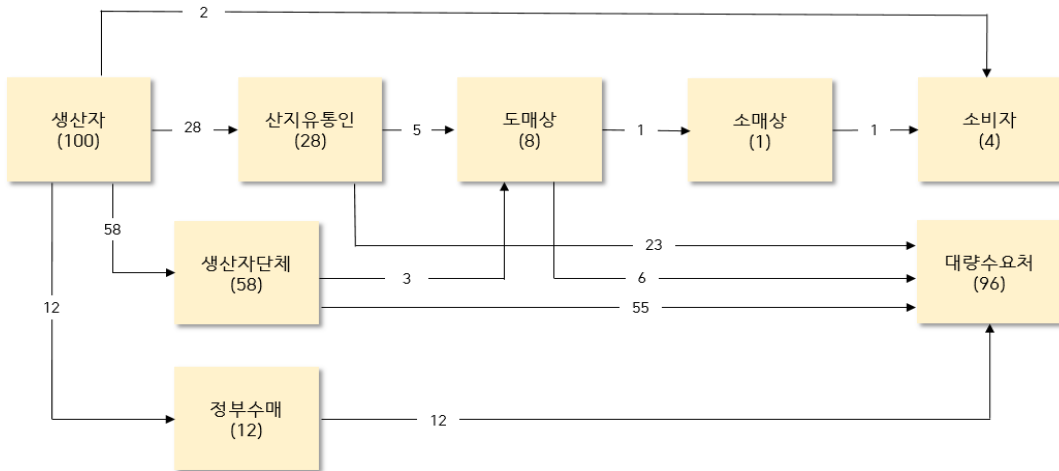 2
생산자
(100)
28
산지유통인
(28)
5
도매상
(8)
1
소매상
(1)
1
소비자
(4)
58
생산자단체
(58)
3
23
6
55
대량수요처
(96)
12
정부수매
(12)
12